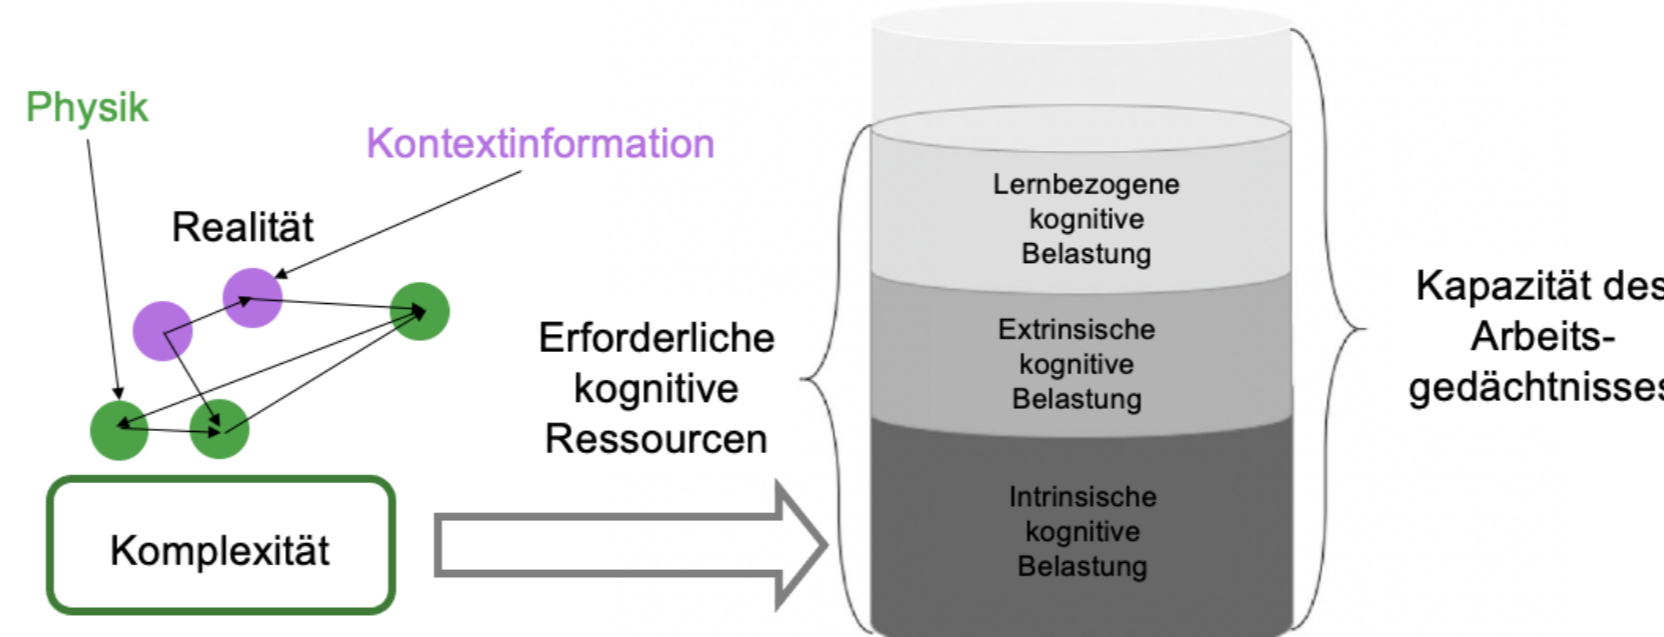 Physik
Kontextinformation
Realität
Komplexität
Erforderliche
kognitive
Ressourcen
Lernbezogene
kognitive
Belastung
Extrinsische
kognitive
Belastung
Intrinsische
kognitive
Belastung
Kapazität des
Arbeits-
gedächtnisses